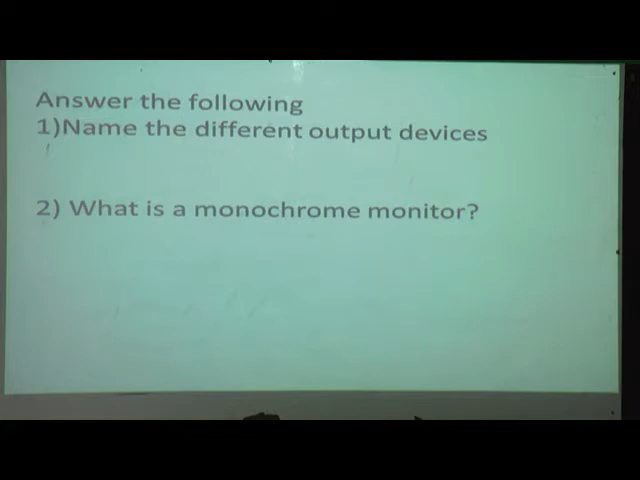 Answer the following
1)Name the different output devices
2) What is a monochrome monitor?